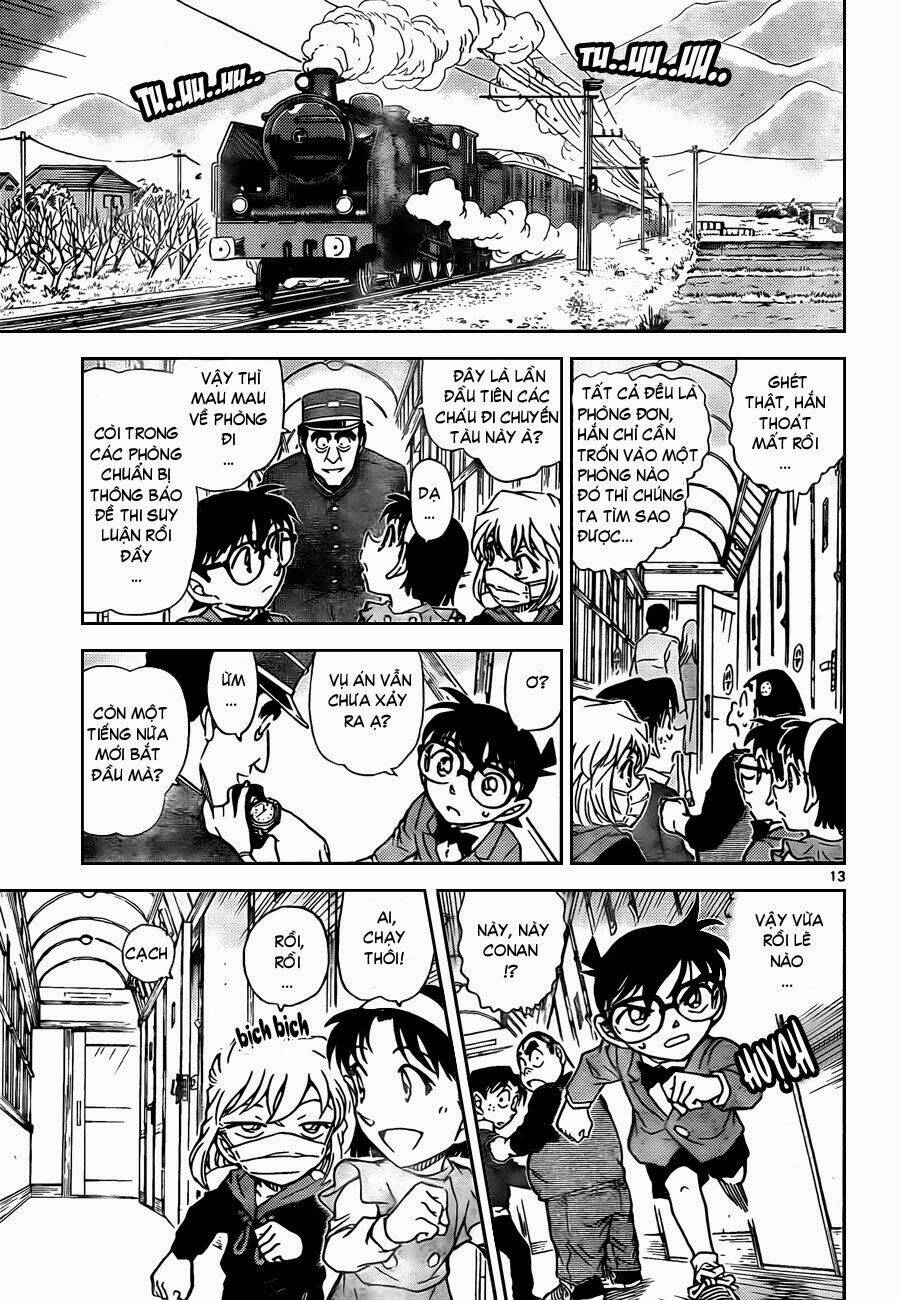 TU..UU..UU..
TU..UU..UU..
GHÉT
THẬT, HẮN
THOÁT
MẤT RỒI
...
TẤT CẢ ĐỀU LÀ
PHÒNG ĐƠN,
HẮN CHỈ CẦN
TRỐN VÀO MỘT
PHÒNG NÀO
ĐÓ THÌ CHÚNG
TA TÌM SAO
ĐƯỢC...
ĐÂY LÀ LẦN
ĐẦU TIÊN CÁC
CHÁU ĐI CHUYẾN
TÀU NÀY À?
DẠ
...
VẬY THÌ
MAU MAU
VỀ PHÒNG
ĐI
...
CÒI TRONG
CÁC PHÒNG
CHUẨN BỊ
THÔNG BÁO
ĐỀ THI SUY
LUẬN RỒI
ĐẤY
...
Ơ?
VỤ ÁN VẪN
CHƯA XẢY
RA Ạ?
ỪM
...
CÒN MỘT
TIẾNG NỮA
MỚI BẮT
ĐẦU MÀ?
13
VẬY VỪA
RỒI LÊ
NÀO
...
HUỴCH
NÀY, NÀY
CONAN
!?
AI,
CHẠY
THÔI!
RỒI,
RỒI
...
bịch bịch
CẠCH